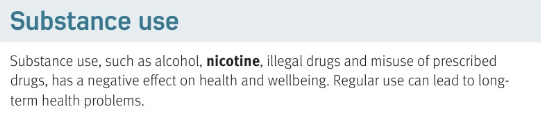 Substance use
Substance use, such as alcohol, nicotine, illegal drugs and misuse of prescribed
drugs, has a negative effect on health and wellbeing. Regular use can lead to long-
term health problems.